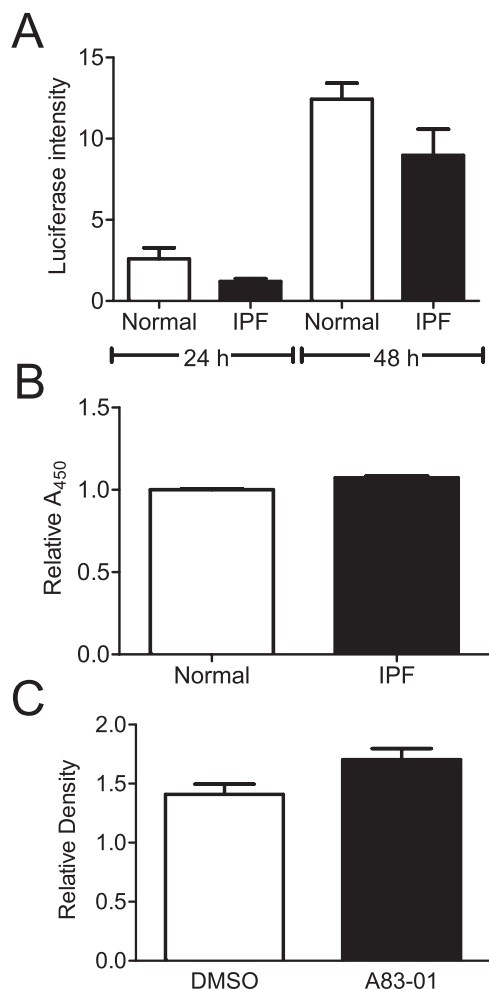 A
Luciferase intensity
15
10
5
0
Normal IPF Normal IPF
24 h 48 h
B
Relative A450
1.5
1.0
0.5
0.0
Normal IPF
C
Relative Density
2.0
1.5
1.0
0.5
0.0
DMSO A83-01